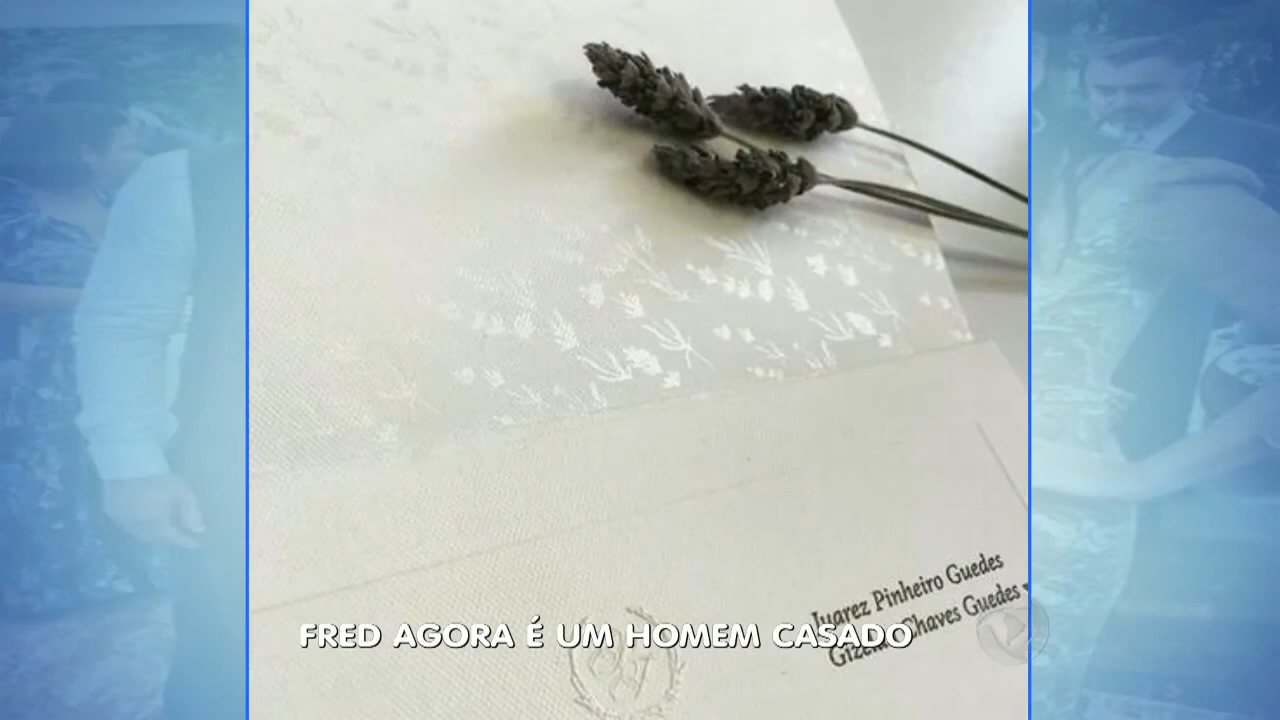 Juarez Pinheiro Guedes
Chaves Guedes
FRED AGORA É UM HOMEM CASADO